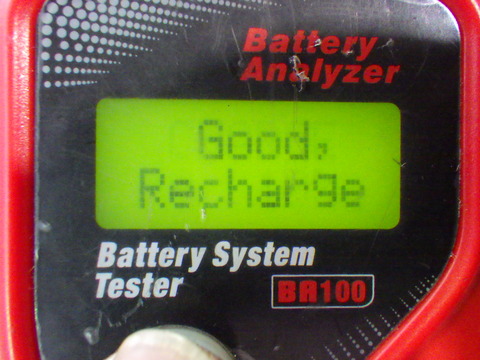 Battery
Analyzer
Good,
Recharge
Battery System
Tester
BA100